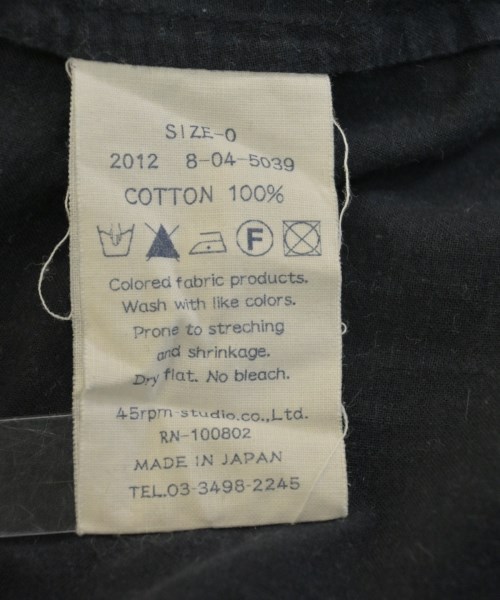 SIZE-0
2012 8-04-5039
COTTON 100%
F
Colored fabric products.
Wash with like colors.
Prone to streching
and shrinkage.
Dry flat. No bleach.
45rpm studio.co.,Ltd.
RN-100802
MADE IN JAPAN
TEL.03-3498-2245